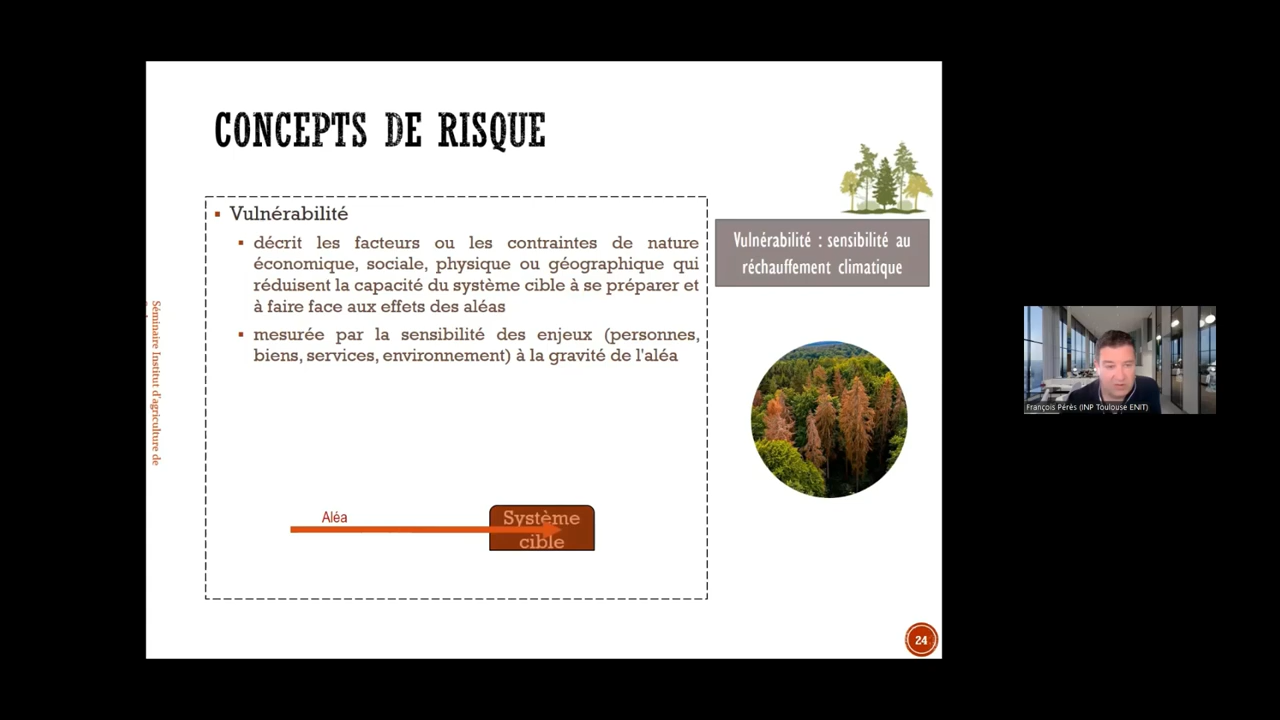 CONCEPTS DE RISQUE
Vulnérabilité
décrit les facteurs ou les contraintes de nature
économique, sociale, physique ou géographique qui
réduisent la capacité du système cible à se préparer et
à faire face aux effets des aléas
mesurée par la sensibilité des enjeux (personnes,
biens, services, environnement) à la gravité de l'aléa
Aléa
Système
cible
Vulnérabilité : sensibilité au
réchauffement climatique
Séminaire Institut d'agriculture de
24
François Pérès (INP Toulouse ENIT)